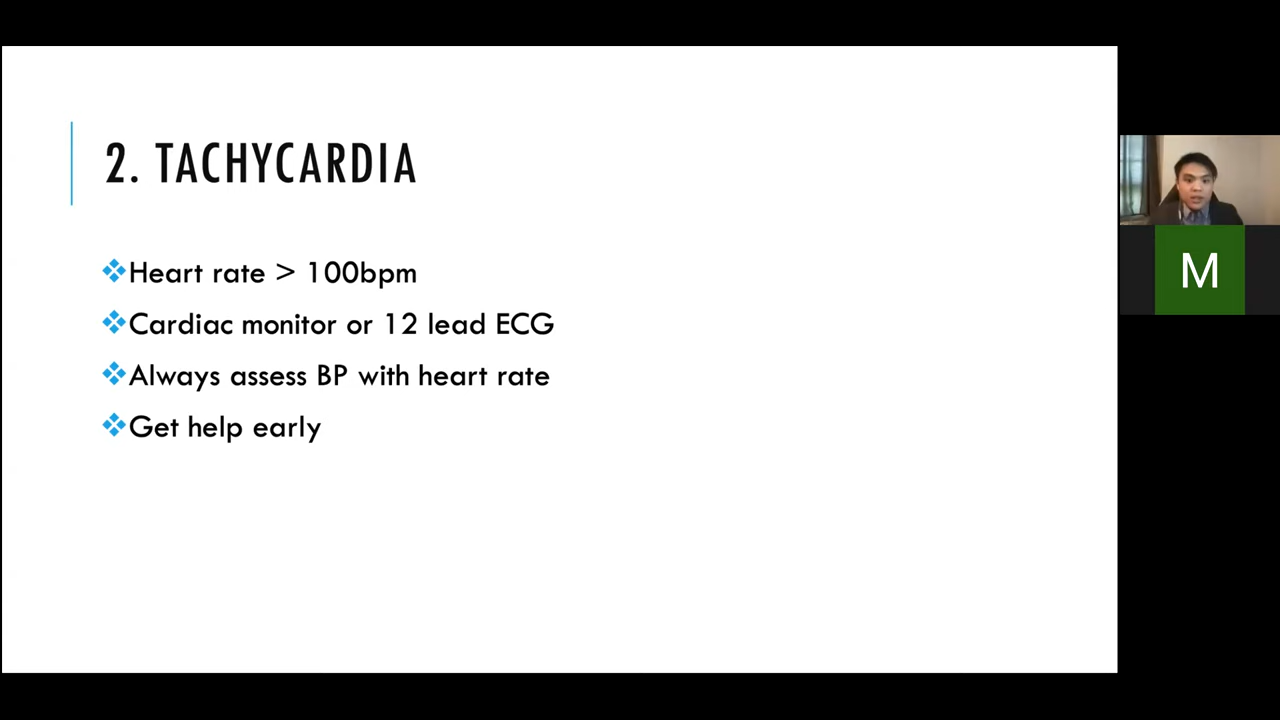 2. TACHYCARDIA
Heart rate > 100bpm
Cardiac monitor or 12 lead ECG
Always assess BP with heart rate
Get help early
M